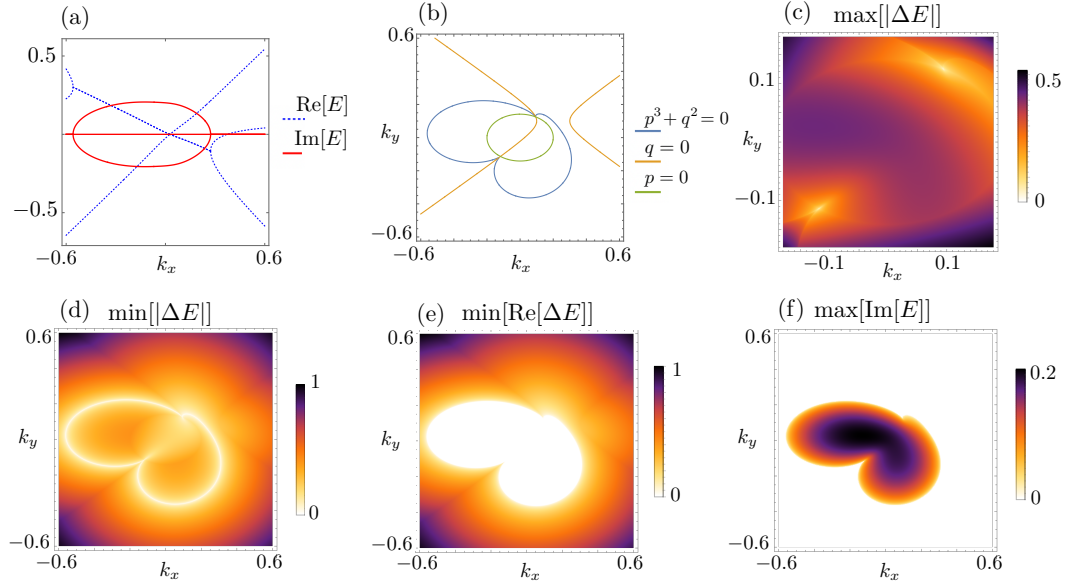 (a)
0.5
−0.5
−0.6
0.6
k_x
Re[E]
Im[E]
(b)
0.6
k_y
−0.6
−0.6
0.6
k_x
p³+q²=0
q = 0
p = 0
(c) max[|ΔE|]
0.1
k_y
−0.1
−0.1
0.1
k_x
0.5
0
(d) min[|ΔE|]
0.6
k_y
−0.6
−0.6
0.6
k_x
1
0
(e) min[Re[ΔE]]
0.6
k_y
−0.6
−0.6
0.6
k_x
1
0
(f) max[Im[E]]
0.6
k_y
−0.6
−0.6
0.6
k_x
0.2
0